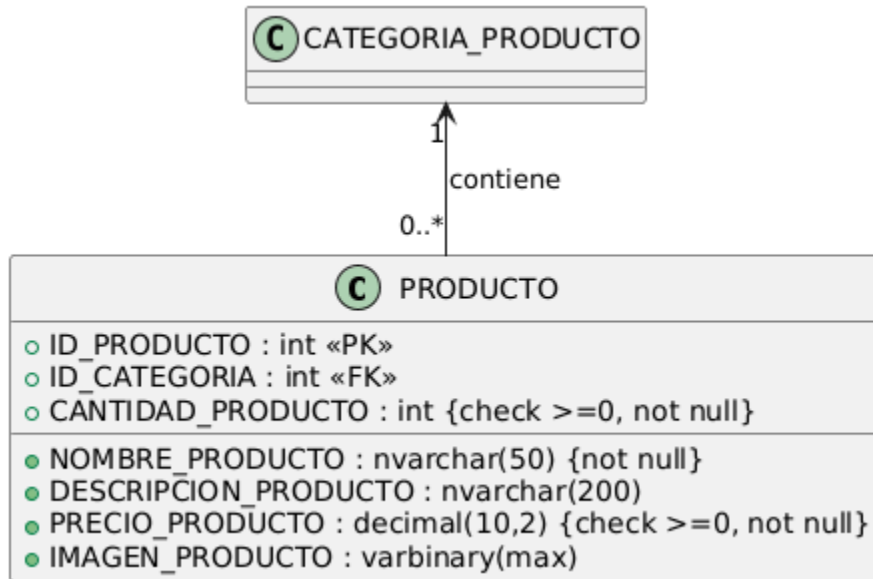 C CATEGORIA_PRODUCTO
1
contiene
0..*
C PRODUCTO
ID_PRODUCTO : int «PK»
ID_CATEGORIA : int «FK»
CANTIDAD_PRODUCTO : int {check >=0, not null}
NOMBRE_PRODUCTO : nvarchar(50) {not null}
DESCRIPCION_PRODUCTO : nvarchar(200)
PRECIO_PRODUCTO : decimal(10,2) {check >=0, not null}
IMAGEN_PRODUCTO : varbinary(max)